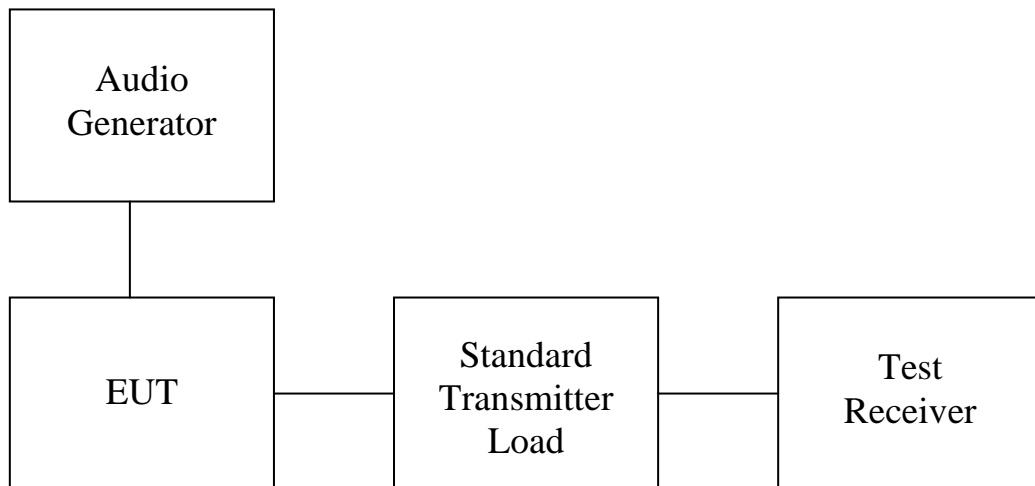 Audio
Generator
EUT
Standard
Transmitter
Load
Test
Receiver